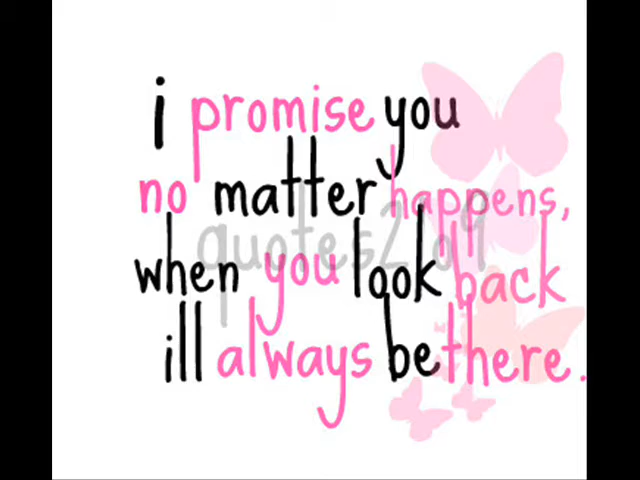 i promise you
no matter happens,
when you look back
ill always be there.